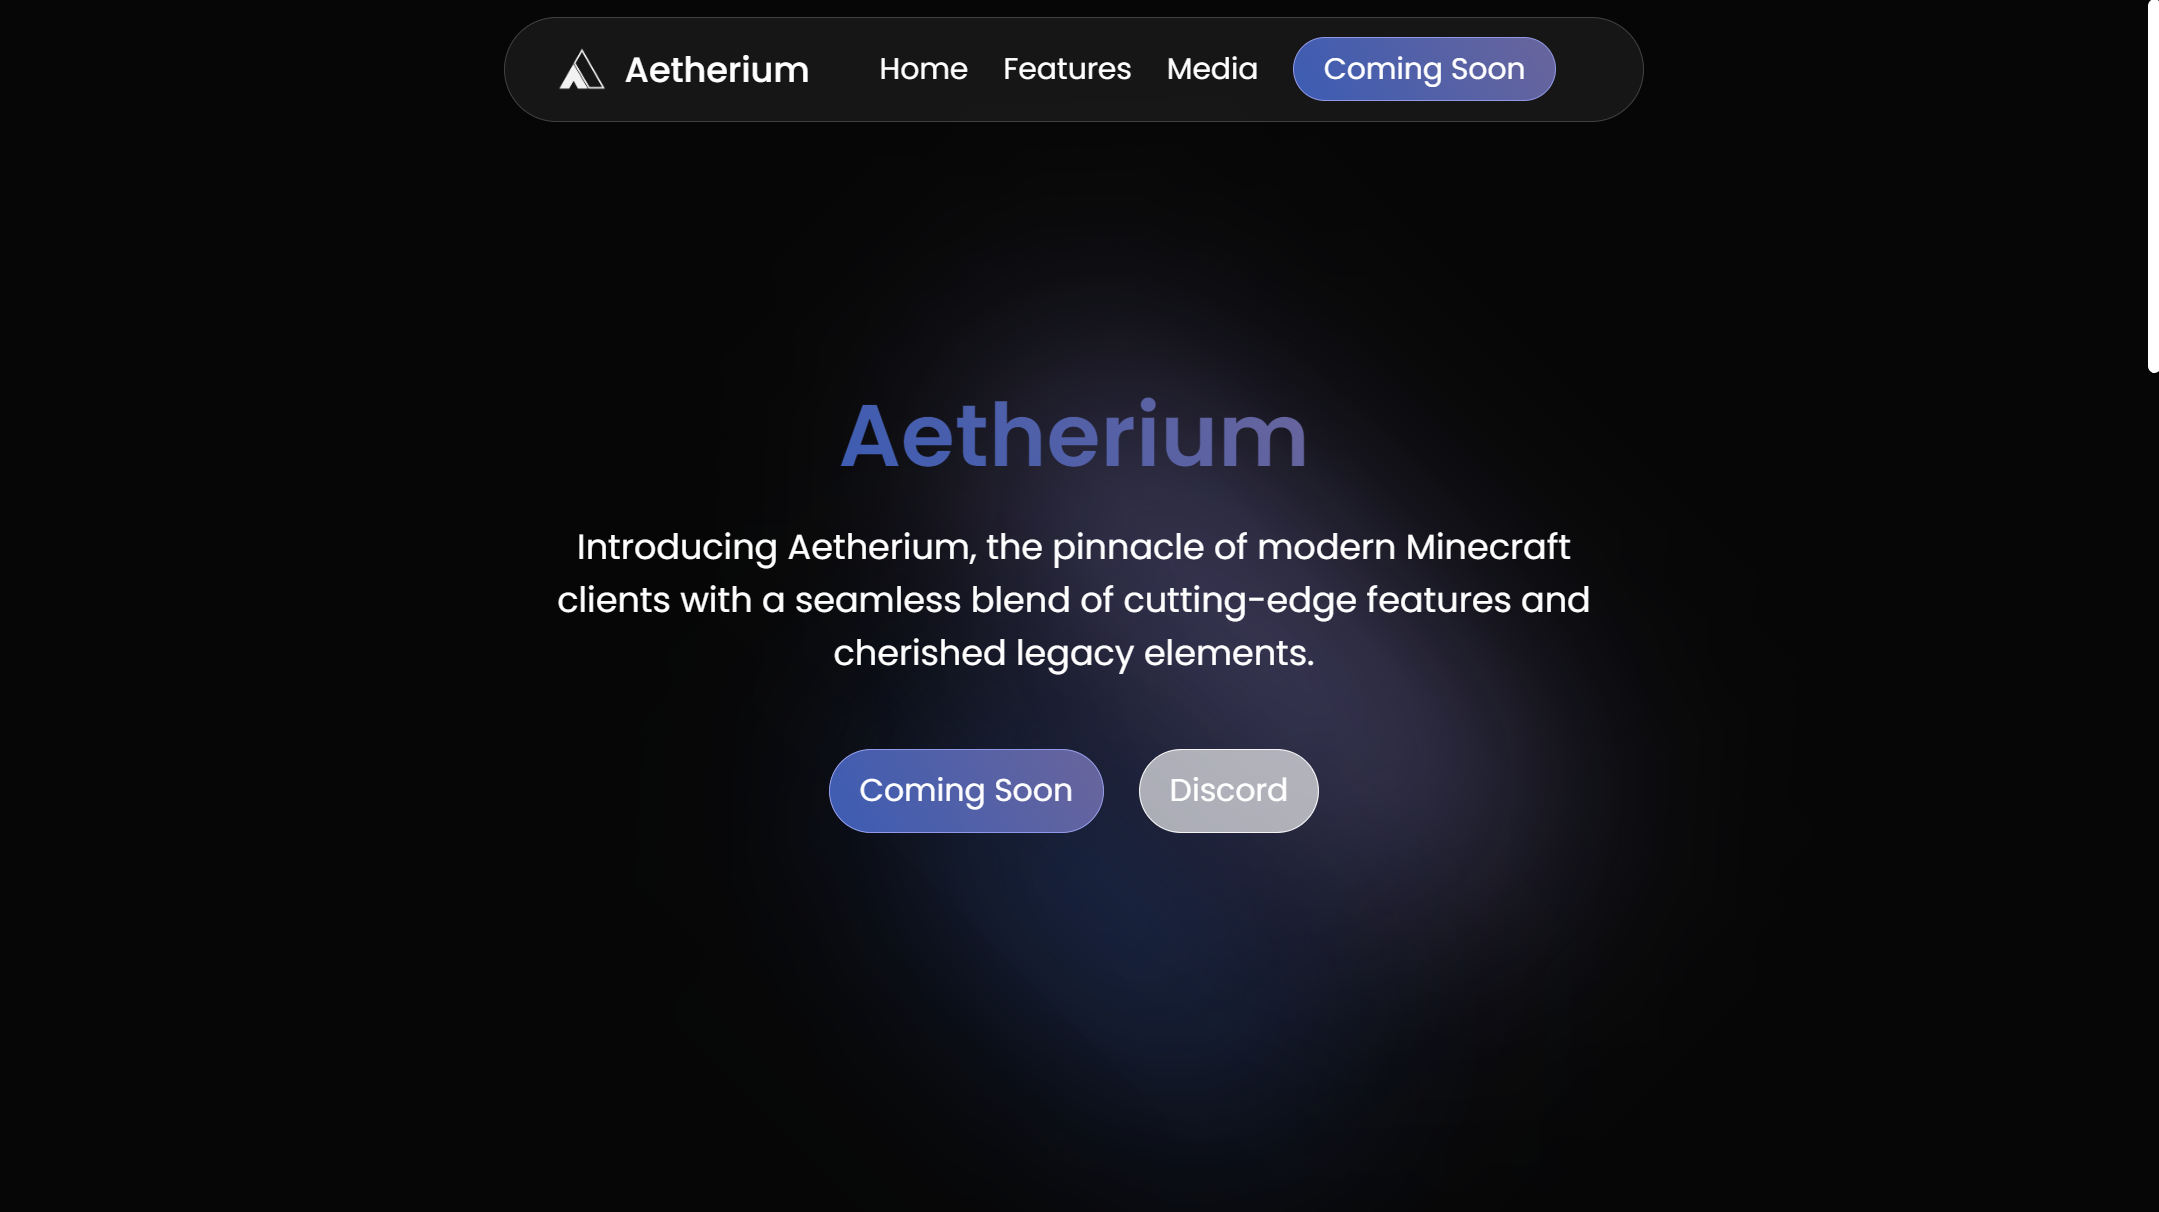 Aetherium Home Features Media Coming Soon
Aetherium
Introducing Aetherium, the pinnacle of modern Minecraft
clients with a seamless blend of cutting-edge features and
cherished legacy elements.
Coming Soon Discord